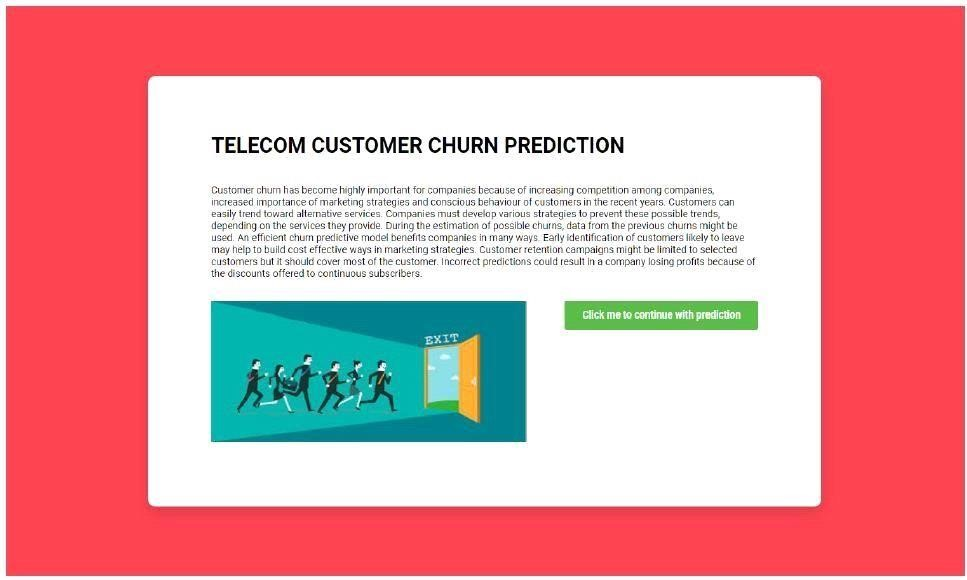 TELECOM CUSTOMER CHURN PREDICTION
Customer churn has become highly important for companies because of increasing competition among companies,
increased importance of marketing strategies and conscious behaviour of customers in the recent years. Customers can
easily trend toward alternative services. Companies must develop various strategies to prevent these possible trends,
depending on the services they provide. During the estimation of possible churns, data from the previous churns might be
used. An efficient churn predictive model benefits companies in many ways. Early identification of customers likely to leave
may help to build cost effective ways in marketing strategies. Customer retention campaigns might be limited to selected
customers but it should cover most of the customer. Incorrect predictions could result in a company losing profits because of
the discounts offered to continuous subscribers.
Click me to continue with prediction
EXIT